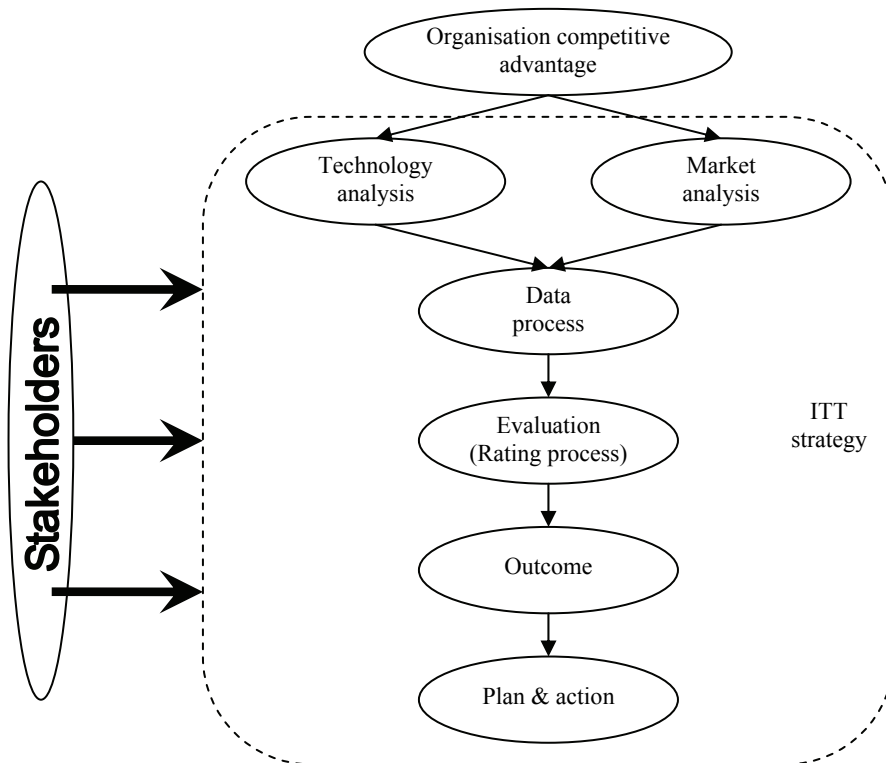 Organisation competitive
advantage
Technology
analysis
Market
analysis
Data
process
Evaluation
(Rating process)
ITT
strategy
Outcome
Plan & action
Stakeholders